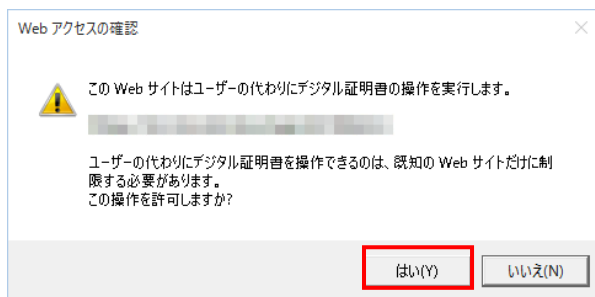 Web アクセスの確認
この Web サイトはユーザーの代わりにデジタル証明書の操作を実行します。
ユーザーの代わりにデジタル証明書を操作できるのは、既知の Web サイトだけに制
限する必要があります。
この操作を許可しますか?
はい(Y)
いいえ(N)